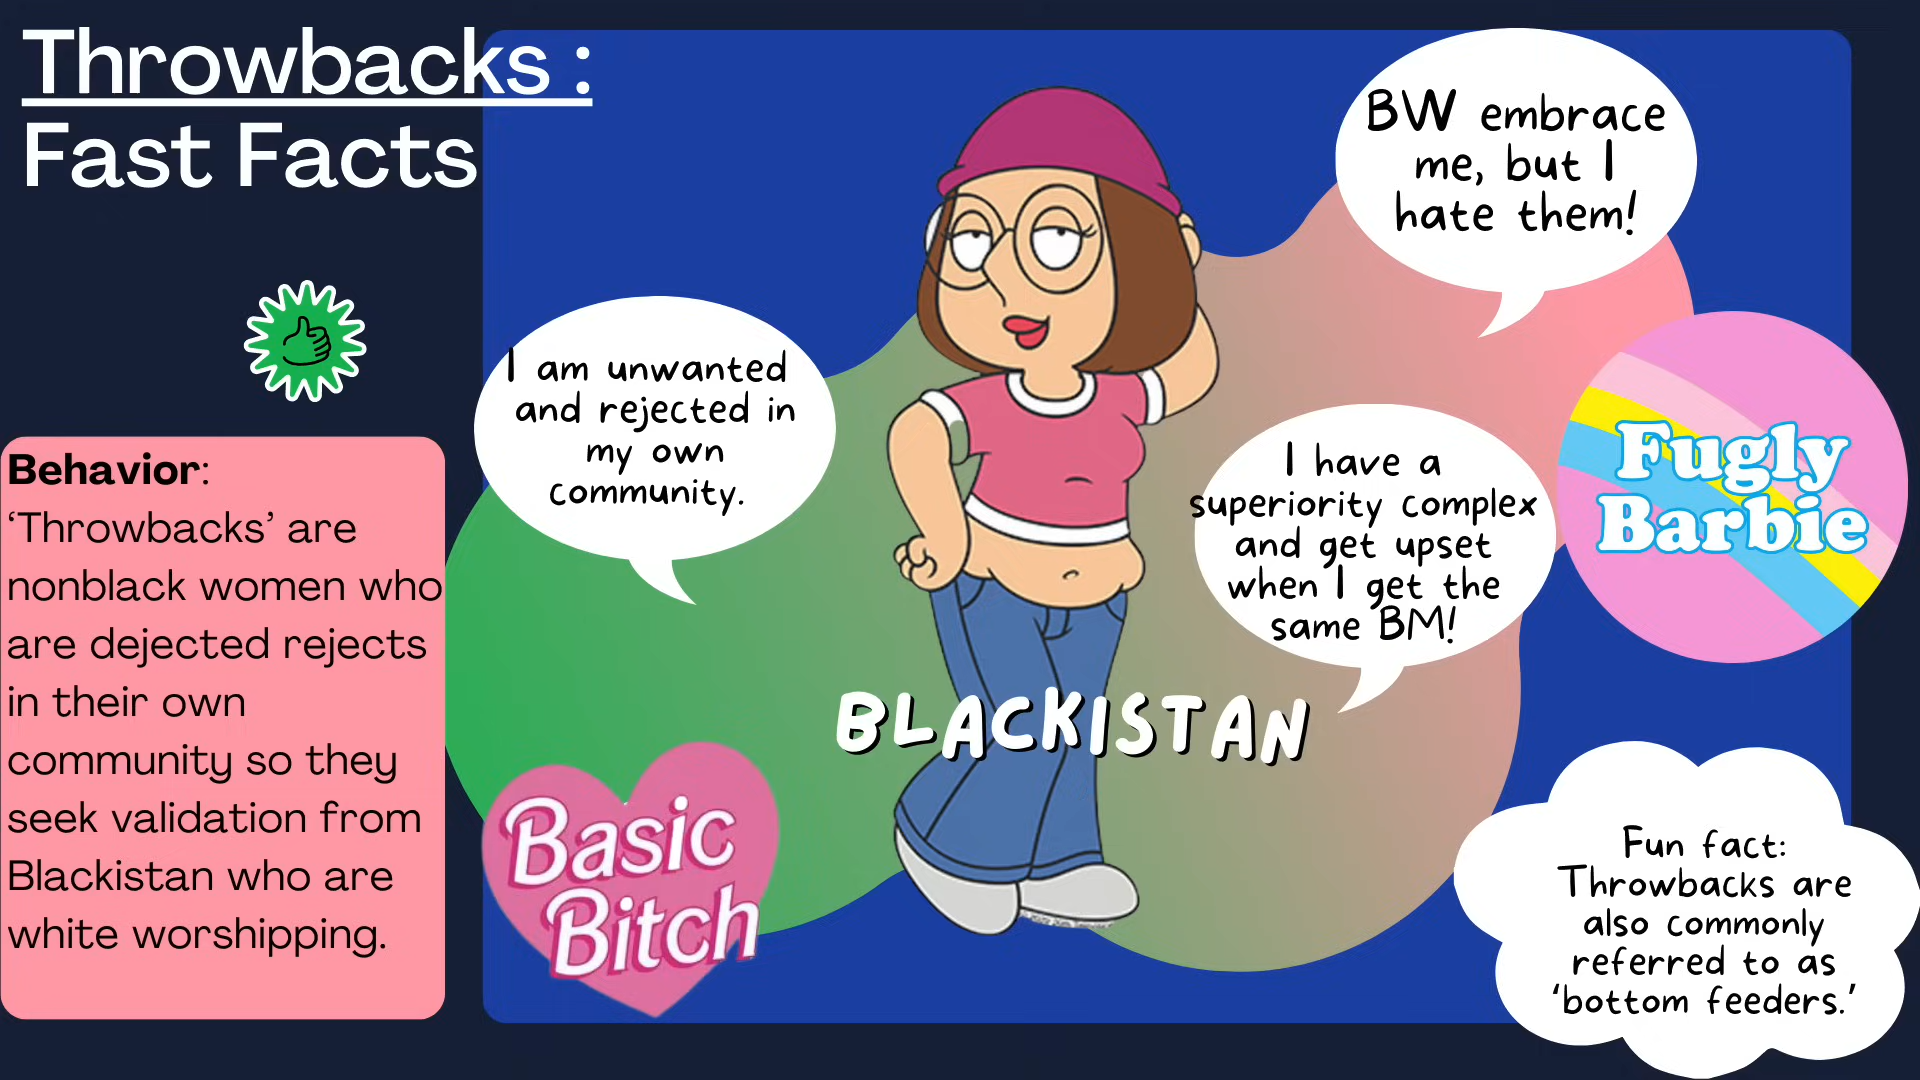 Throwbacks :
Fast Facts
BW embrace
me, but I
hate them!
I am unwanted
and rejected in
my own
community.
I have a
superiority complex
and get upset
when I get the
same BM!
Fugly
Barbie
Behavior:
‘Throwbacks’ are
nonblack women who
are dejected rejects
in their own
community so they
seek validation from
Blackistan who are
white worshipping.
BLACKISTAN
Basic
Bitch
Fun fact:
Throwbacks are
also commonly
referred to as
‘bottom feeders.’